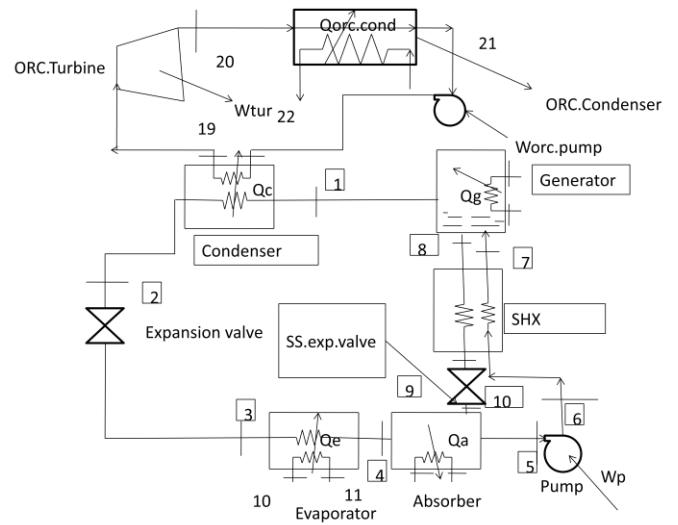 Qorc.cond
21
20
ORC.Turbine
ORC.Condenser
Wtur
22
19
Worc.pump
Qc
1
Qg
Generator
Condenser
8
7
2
Expansion valve
SS.exp.valve
SHX
9
10
6
3
Qe
Qa
4
5
Wp
Pump
10
11
Absorber
Evaporator